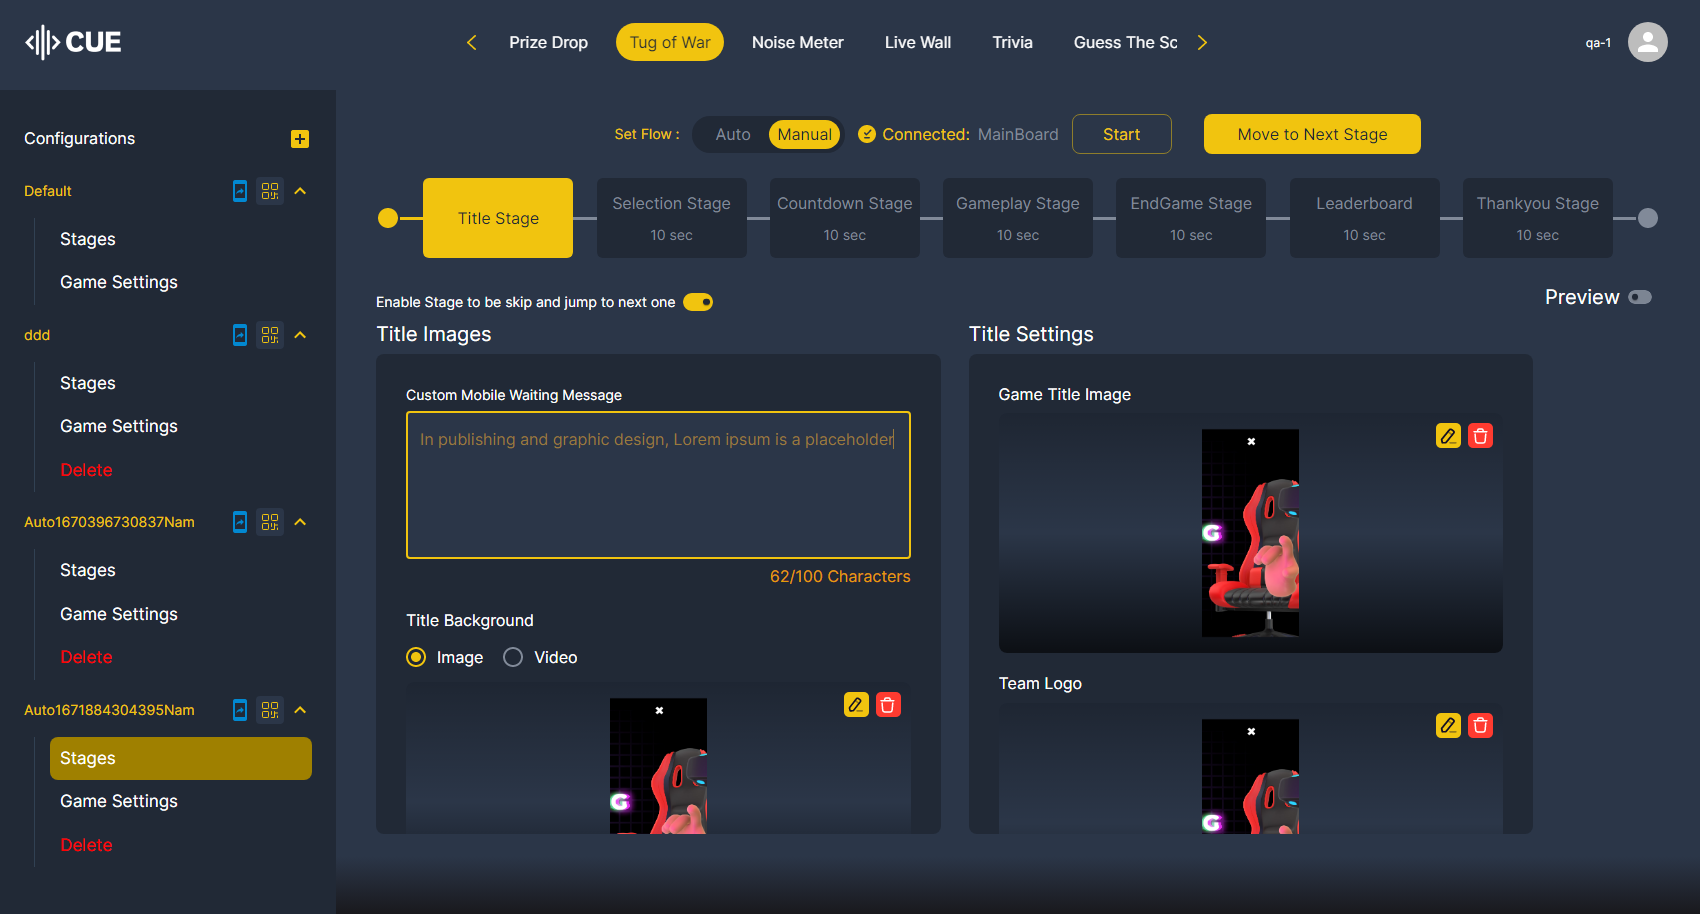 CUE
Prize Drop
Tug of War
Noise Meter
Live Wall
Trivia
Guess The Sc
qa-1
Configurations
Default
Stages
Game Settings
ddd
Stages
Game Settings
Delete
Auto1670396730837Nam
Stages
Game Settings
Delete
Auto1671884304395Nam
Stages
Game Settings
Delete
Set Flow :
Auto
Manual
Connected: MainBoard
Start
Move to Next Stage
Title Stage
Selection Stage
10 sec
Countdown Stage
10 sec
Gameplay Stage
10 sec
EndGame Stage
10 sec
Leaderboard
10 sec
Thankyou Stage
10 sec
Enable Stage to be skip and jump to next one
Preview
Title Images
Custom Mobile Waiting Message
In publishing and graphic design, Lorem ipsum is a placeholder
62/100 Characters
Title Background
Image
Video
G
Title Settings
Game Title Image
G
Team Logo
G